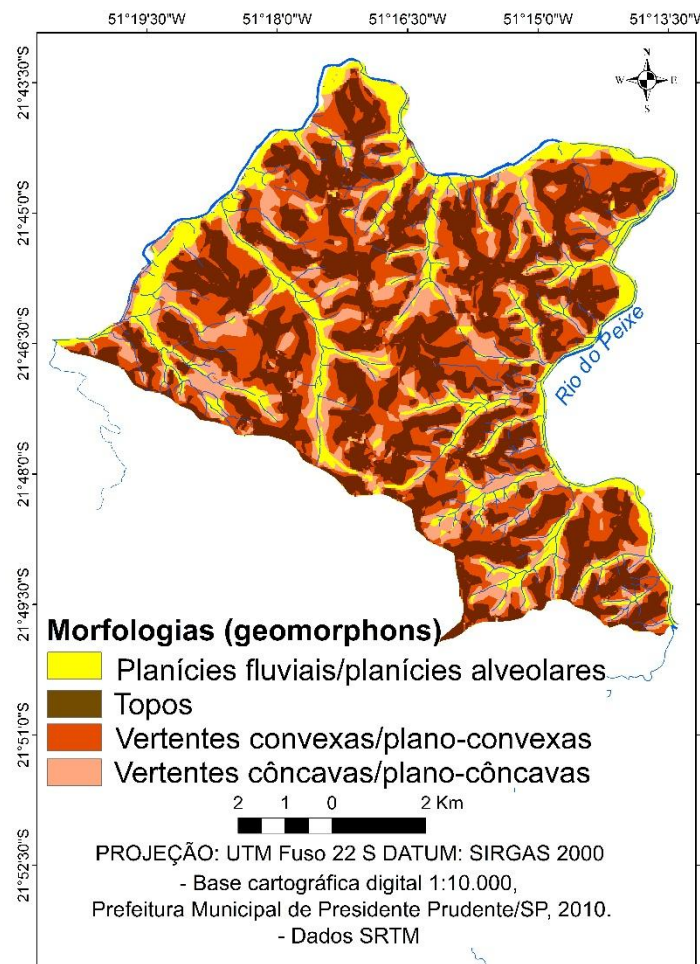 51°19'30"W 51°18'0"W 51°16'30"W 51°15'0"W 51°13'30"W
N
W E
S
21°43'30"S
21°45'0"S
21°46'30"S
21°48'0"S
21°49'30"S
21°51'0"S
21°52'30"S
Rio do Peixe
Morfologias (geomorphons)
Planícies fluviais/planícies alveolares
Topos
Vertentes convexas/plano-convexas
Vertentes côncavas/plano-côncavas
2 1 0 2 Km
PROJEÇÃO: UTM Fuso 22 S DATUM: SIRGAS 2000
- Base cartográfica digital 1:10.000,
Prefeitura Municipal de Presidente Prudente/SP, 2010.
- Dados SRTM